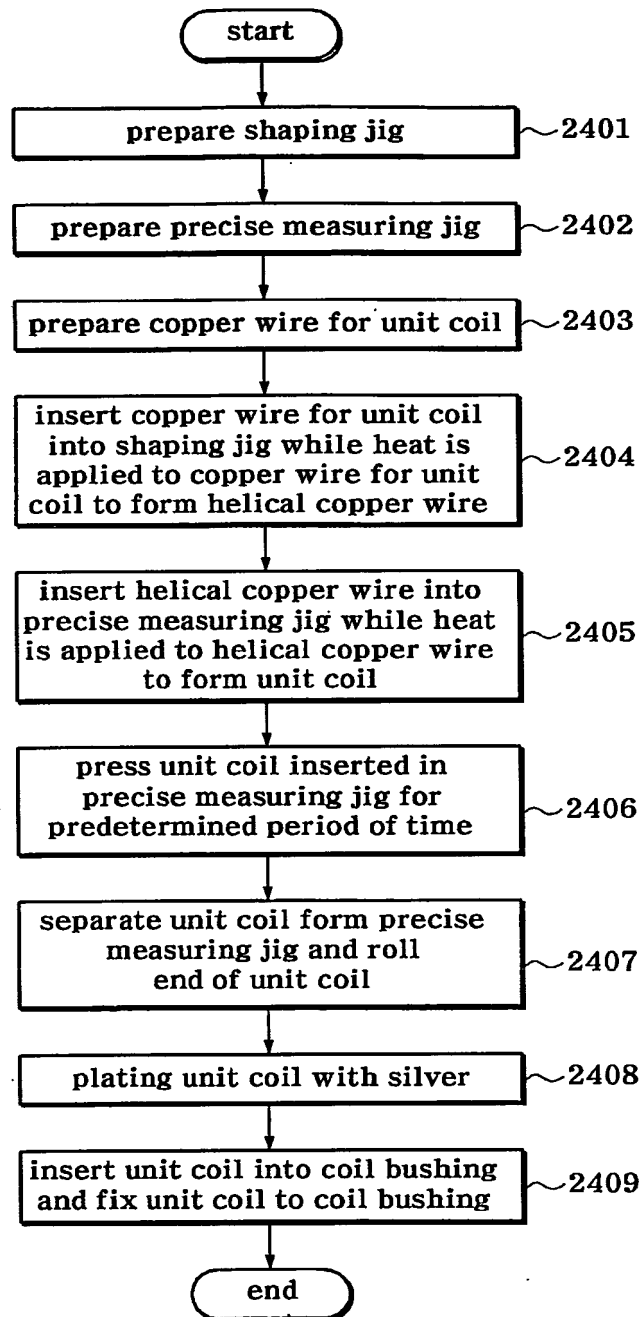 start
prepare shaping jig
2401
prepare precise measuring jig
2402
prepare copper wire for unit coil
2403
insert copper wire for unit coil
into shaping jig while heat is
applied to copper wire for unit
coil to form helical copper wire
2404
insert helical copper wire into
precise measuring jig while heat
is applied to helical copper wire
to form unit coil
2405
press unit coil inserted in
precise measuring jig for
predetermined period of time
2406
separate unit coil form precise
measuring jig and roll
end of unit coil
2407
plating unit coil with silver
2408
insert unit coil into coil bushing
and fix unit coil to coil bushing
2409
end